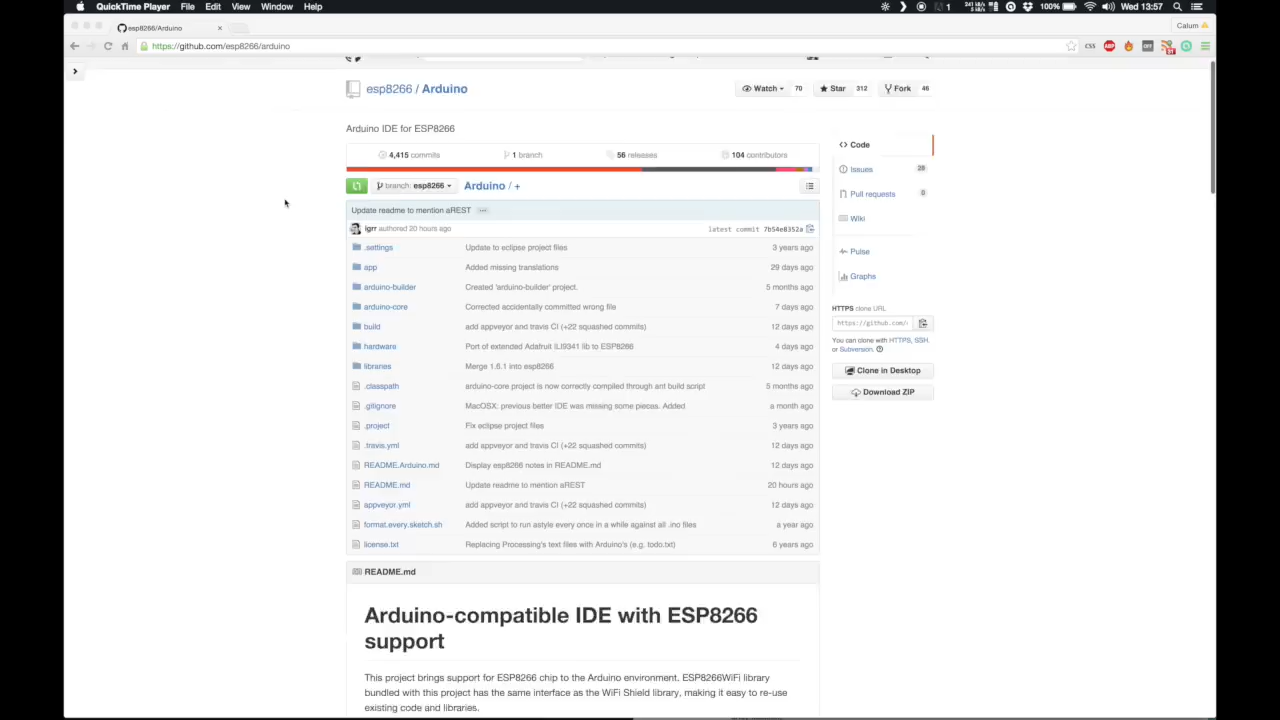 QuickTime Player File Edit View Window Help 1 100% Wed 13:57
esp8266/Arduino × Calum
https://github.com/esp8266/arduino CSS ABP OFF
esp8266 / Arduino Watch 70 Star 312 Fork 46
Arduino IDE for ESP8266
4,415 commits 1 branch 56 releases 104 contributors
branch: esp8266 Arduino / +
Update readme to mention aREST ...
igrr authored 20 hours ago latest commit 7b54e8352a
.settings Update to eclipse project files 3 years ago
app Added missing translations 29 days ago
arduino-builder Created 'arduino-builder' project. 5 months ago
arduino-core Corrected accidentally committed wrong file 7 days ago
build add appveyor and travis CI (+22 squashed commits) 12 days ago
hardware Port of extended Adafruit ILI9341 lib to ESP8266 4 days ago
libraries Merge 1.6.1 into esp8266 12 days ago
.classpath arduino-core project is now correctly compiled through ant build script 5 months ago
.gitignore MacOSX: previous better IDE was missing some pieces. Added a month ago
.project Fix eclipse project files 3 years ago
.travis.yml add appveyor and travis CI (+22 squashed commits) 12 days ago
README.Arduino.md Display esp8266 notes in README.md 12 days ago
README.md Update readme to mention aREST 20 hours ago
appveyor.yml add appveyor and travis CI (+22 squashed commits) 12 days ago
format.every.sketch.sh Added script to run astyle every once in a while against all .ino files a year ago
license.txt Replacing Processing's text files with Arduino's (e.g. todo.txt) 6 years ago
README.md
Arduino-compatible IDE with ESP8266
support
This project brings support for ESP8266 chip to the Arduino environment. ESP8266WiFi library
bundled with this project has the same interface as the WiFi Shield library, making it easy to re-use
existing code and libraries.
Code
Issues 28
Pull requests 0
Wiki
Pulse
Graphs
HTTPS clone URL
https://github.com/
You can clone with HTTPS, SSH,
or Subversion.
Clone in Desktop
Download ZIP